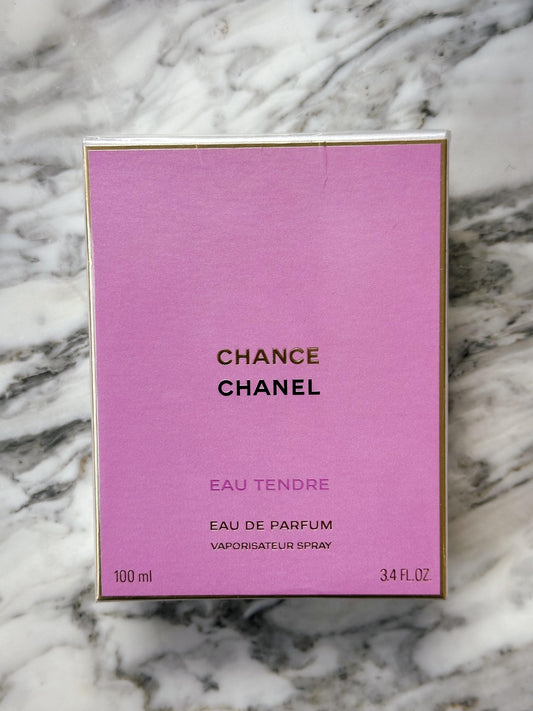 CHANCE
CHANEL
EAU TENDRE
EAU DE PARFUM
VAPORISATEUR SPRAY
100 ml 3.4 FL.OZ.